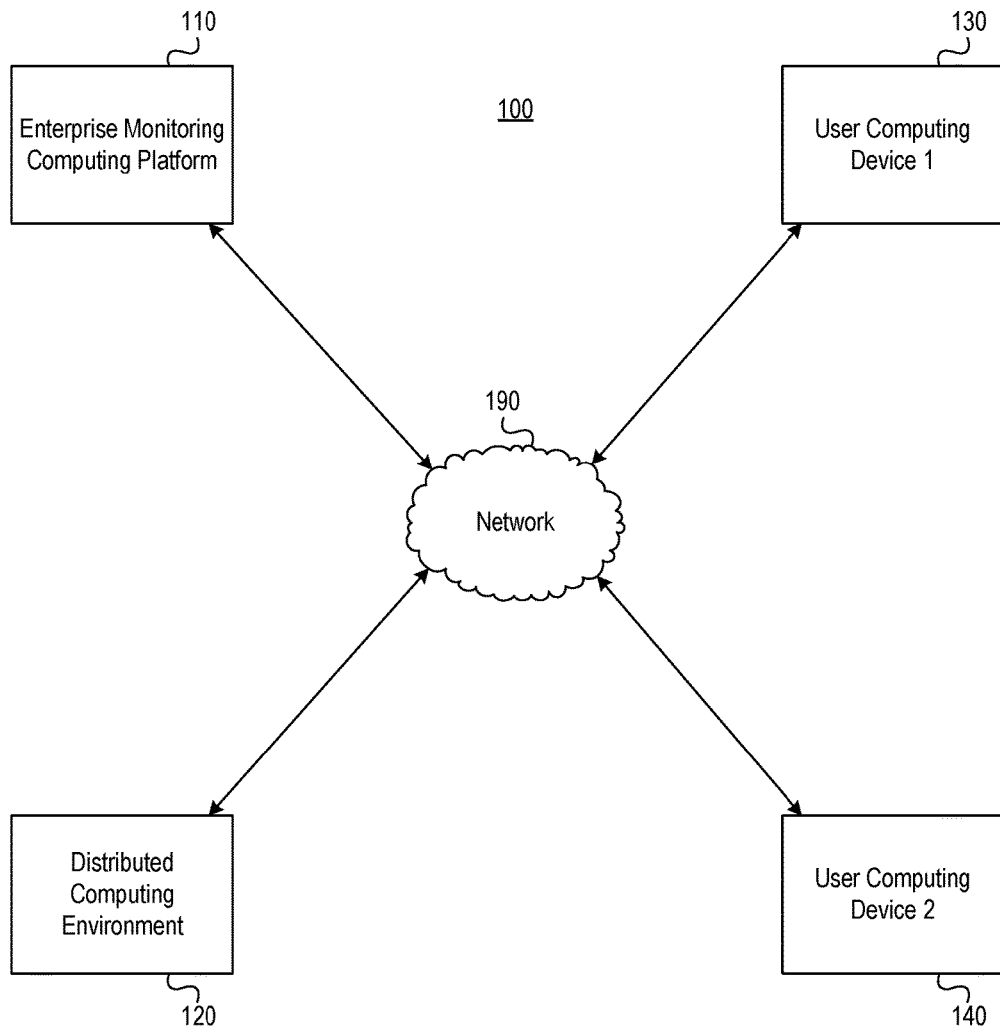 110
130
Enterprise Monitoring
Computing Platform
100
User Computing
Device 1
190
Network
Distributed
Computing
Environment
User Computing
Device 2
120
140